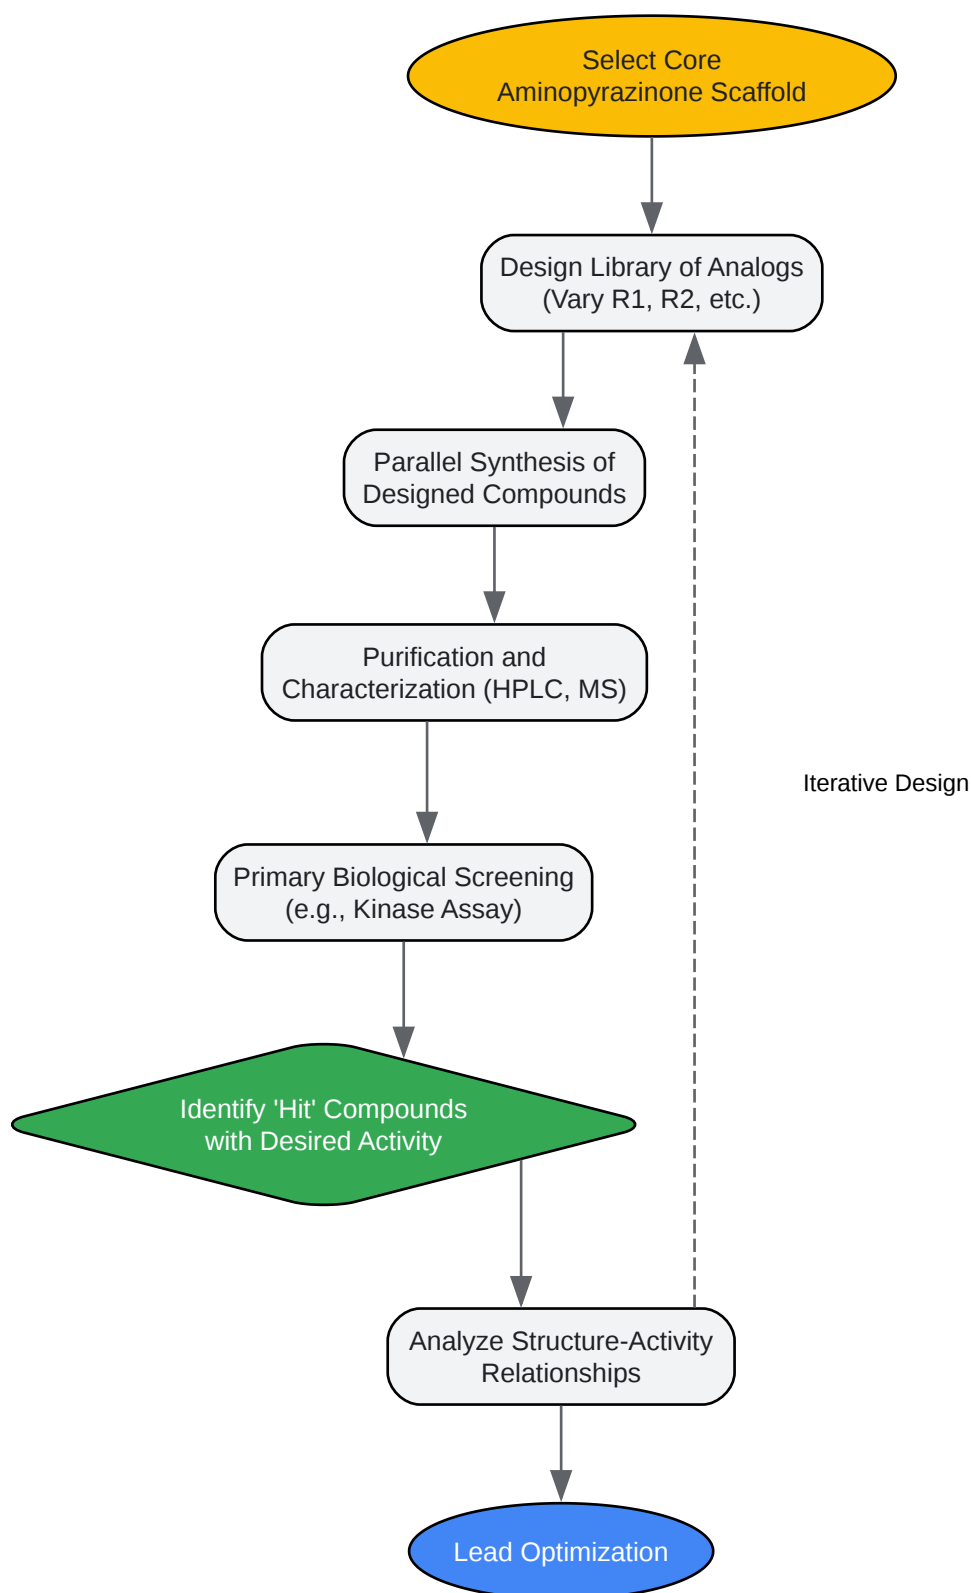 Select Core
Aminopyrazinone Scaffold
Design Library of Analogs
(Vary R1, R2, etc.)
Parallel Synthesis of
Designed Compounds
Purification and
Characterization (HPLC, MS)
Iterative Design
Primary Biological Screening
(e.g., Kinase Assay)
Identify 'Hit' Compounds
with Desired Activity
Analyze Structure-Activity
Relationships
Lead Optimization